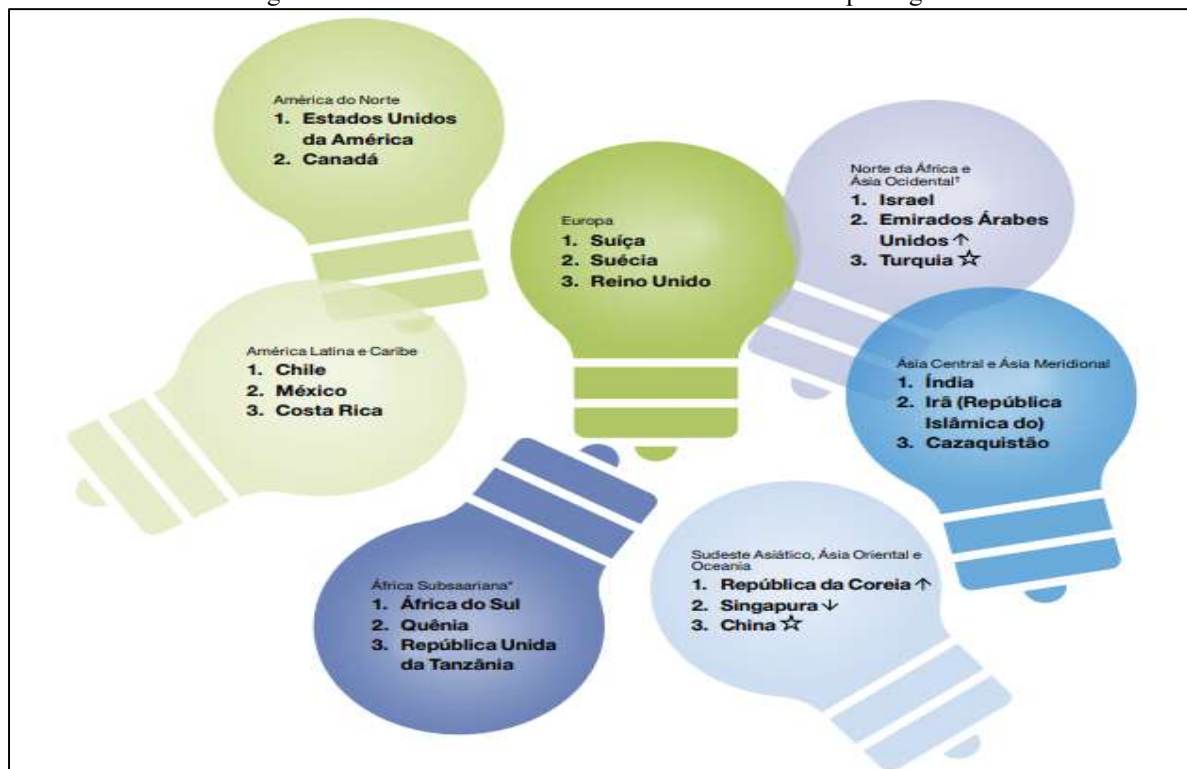 América do Norte
1. Estados Unidos
da América
2. Canadá
Norte da África e
Ásia Ocidental†
1. Israel
2. Emirados Árabes
Unidos ↑
3. Turquia ☆
Europa
1. Suíça
2. Suécia
3. Reino Unido
América Latina e Caribe
1. Chile
2. México
3. Costa Rica
Ásia Central e Ásia Meridional
1. Índia
2. Irã (República
Islâmica do)
3. Cazaquistão
África Subsaariana*
1. África do Sul
2. Quênia
3. República Unida
da Tanzânia
Sudeste Asiático, Ásia Oriental e
Oceania
1. República da Coreia ↑
2. Singapura ↓
3. China ☆